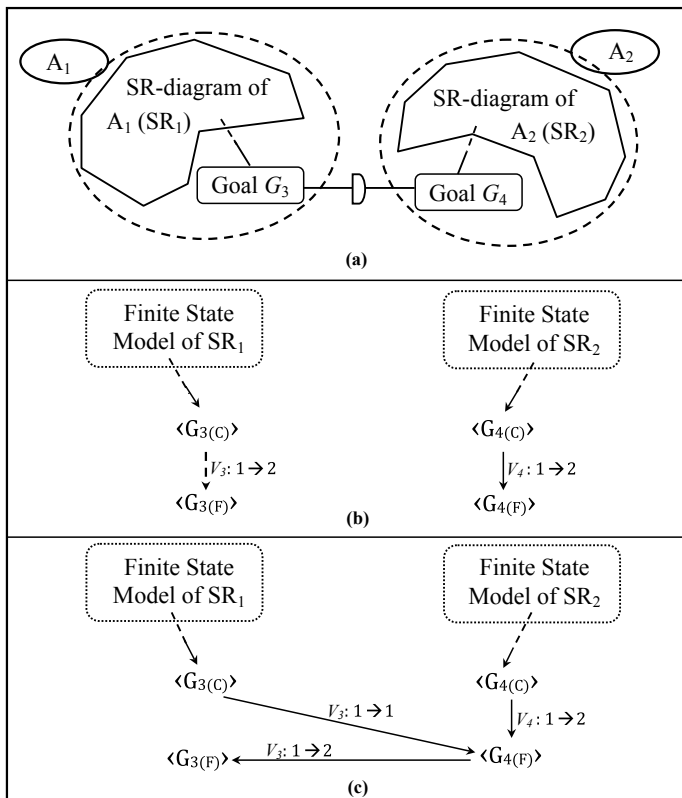 A₁
A₂
SR-diagram of
A₁ (SR₁)
SR-diagram of
A₂ (SR₂)
Goal G₃
Goal G₄
(a)
Finite State
Model of SR₁
Finite State
Model of SR₂
‹G₃(C)›
‹G₄(C)›
V₃: 1→2
V₄: 1→2
‹G₃(F)›
‹G₄(F)›
(b)
Finite State
Model of SR₁
Finite State
Model of SR₂
‹G₃(C)›
‹G₄(C)›
V₃: 1→1
V₄: 1→2
‹G₃(F)›
V₃: 1→2
‹G₄(F)›
(c)